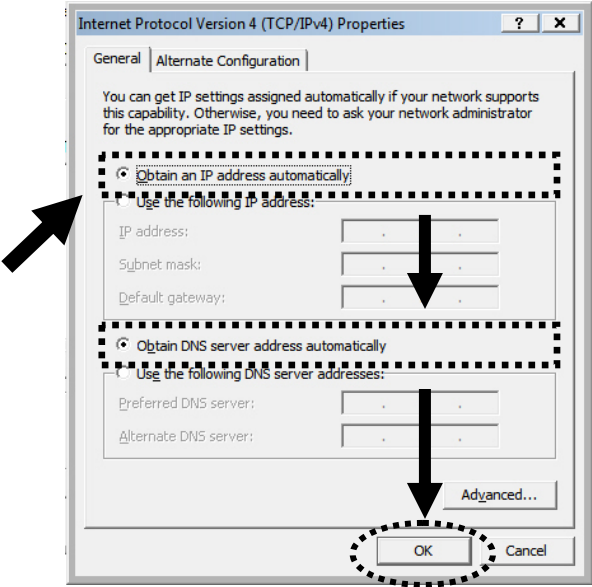 Internet Protocol Version 4 (TCP/IPv4) Properties ? X
General Alternate Configuration
You can get IP settings assigned automatically if your network supports
this capability. Otherwise, you need to ask your network administrator
for the appropriate IP settings.
Obtain an IP address automatically
Use the following IP address:
IP address:
Subnet mask:
Default gateway:
Obtain DNS server address automatically
Use the following DNS server addresses:
Preferred DNS server:
Alternate DNS server:
Advanced...
OK Cancel